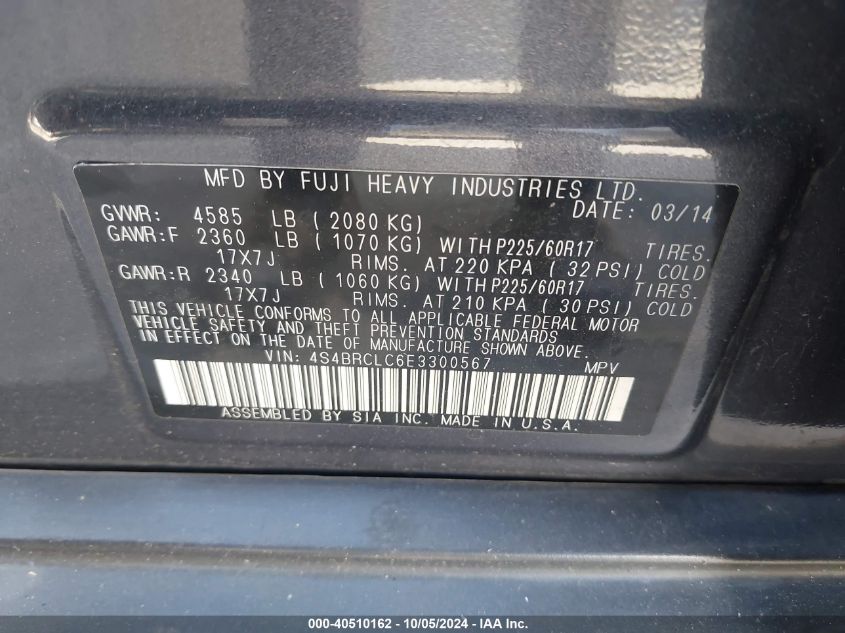 MFD BY FUJI HEAVY INDUSTRIES LTD.
DATE: 03/14
GVWR: 4585 LB ( 2080 KG)
GAWR:F 2360 LB ( 1070 KG) WITH P225/60R17 TIRES.
17X7J RIMS. AT 220 KPA ( 32 PSI) COLD
GAWR:R 2340 LB ( 1060 KG) WITH P225/60R17 TIRES.
17X7J RIMS. AT 210 KPA ( 30 PSI) COLD
THIS VEHICLE CONFORMS TO ALL APPLICABLE FEDERAL MOTOR
VEHICLE SAFETY AND THEFT PREVENTION STANDARDS
IN EFFECT ON THE DATE OF MANUFACTURE SHOWN ABOVE.
VIN: 4S4BRCLC6E3300567 MPV
ASSEMBLED BY SIA INC. MADE IN U.S.A.
000-40510162 - 10/05/2024 - IAA Inc.